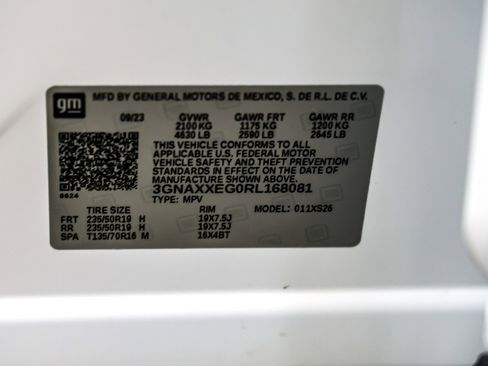 gm
MFD BY GENERAL MOTORS DE MEXICO, S. DE R.L. DE C.V.
09/23 GVWR GAWR FRT GAWR RR
2100 KG 1175 KG 1200 KG
4630 LB 2590 LB 2645 LB
THIS VEHICLE CONFORMS TO ALL
APPLICABLE U.S. FEDERAL MOTOR
VEHICLE SAFETY AND THEFT PREVENTION
STANDARDS IN EFFECT ON THE DATE OF
MANUFACTURE SHOWN ABOVE.
3GNAXXEG0RL168081
8624 TYPE: MPV
TIRE SIZE RIM MODEL: 011XS26
FRT 235/50R19 H 19X7.5J
RR 235/50R19 H 19X7.5J
SPA T135/70R16 M 16X4BT